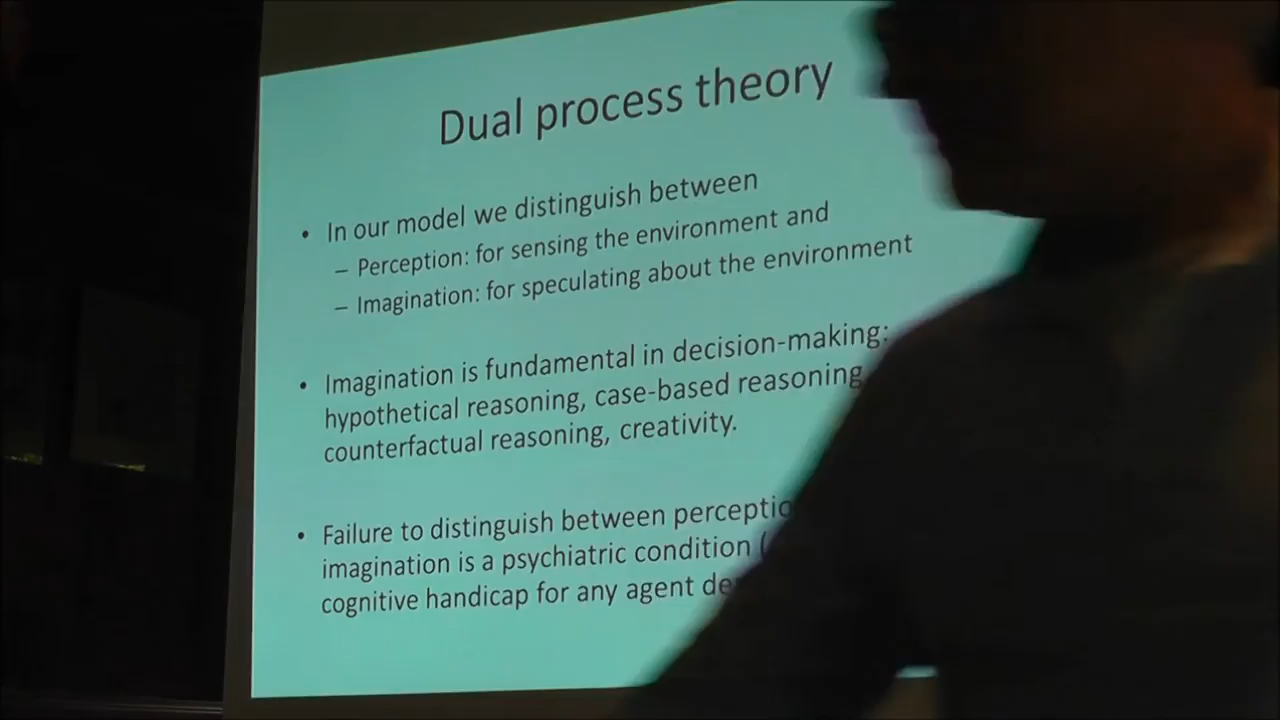 Dual process theory
• In our model we distinguish between
– Perception: for sensing the environment and
– Imagination: for speculating about the environment
• Imagination is fundamental in decision-making:
hypothetical reasoning, case-based reasoning
counterfactual reasoning, creativity.
• Failure to distinguish between
imagination is a psychiatric condition (
cognitive handicap for any agent